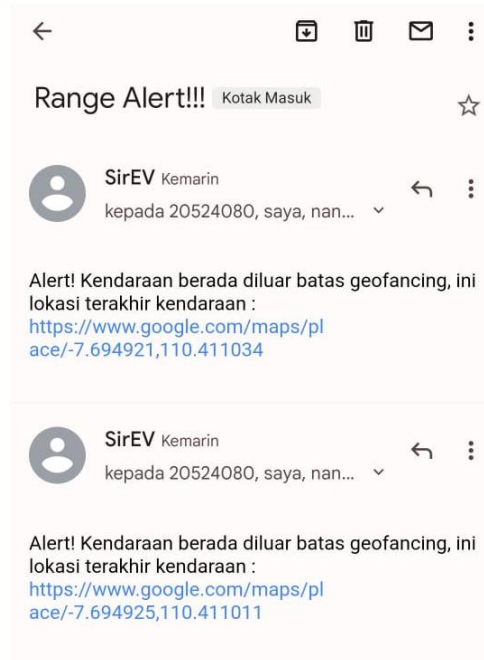 Range Alert!!! Kotak Masuk
SirEV Kemarin
kepada 20524080, saya, nan...
Alert! Kendaraan berada diluar batas geofancing, ini
lokasi terakhir kendaraan :
https://www.google.com/maps/pl
ace/-7.694921,110.411034
SirEV Kemarin
kepada 20524080, saya, nan...
Alert! Kendaraan berada diluar batas geofancing, ini
lokasi terakhir kendaraan :
https://www.google.com/maps/pl
ace/-7.694925,110.411011